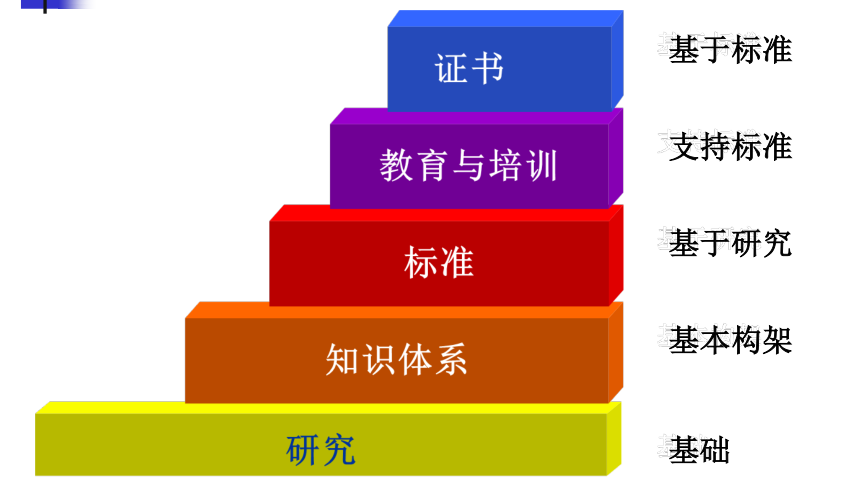 证书
基于标准
教育与培训
支持标准
标准
基于研究
知识体系
基本构架
研究
基础